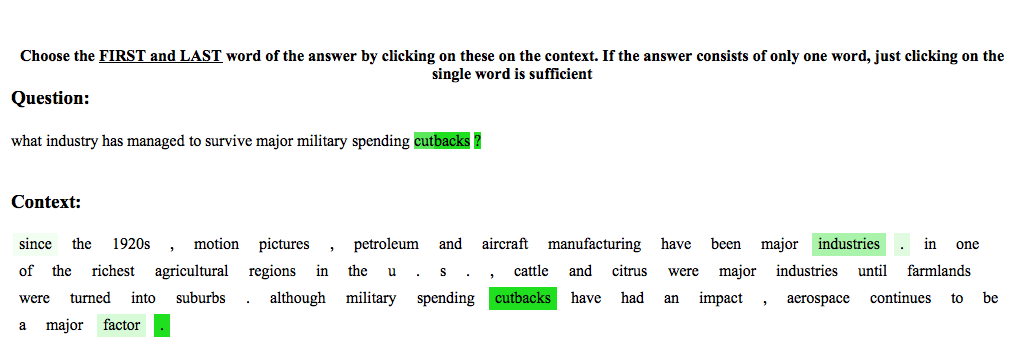 Choose the FIRST and LAST word of the answer by clicking on these on the context. If the answer consists of only one word, just clicking on the
single word is sufficient
Question:
what industry has managed to survive major military spending cutbacks ?
Context:
since the 1920s , motion pictures , petroleum and aircraft manufacturing have been major industries . in one
of the richest agricultural regions in the u . s . , cattle and citrus were major industries until farmlands
were turned into suburbs . although military spending cutbacks have had an impact , aerospace continues to be
a major factor .